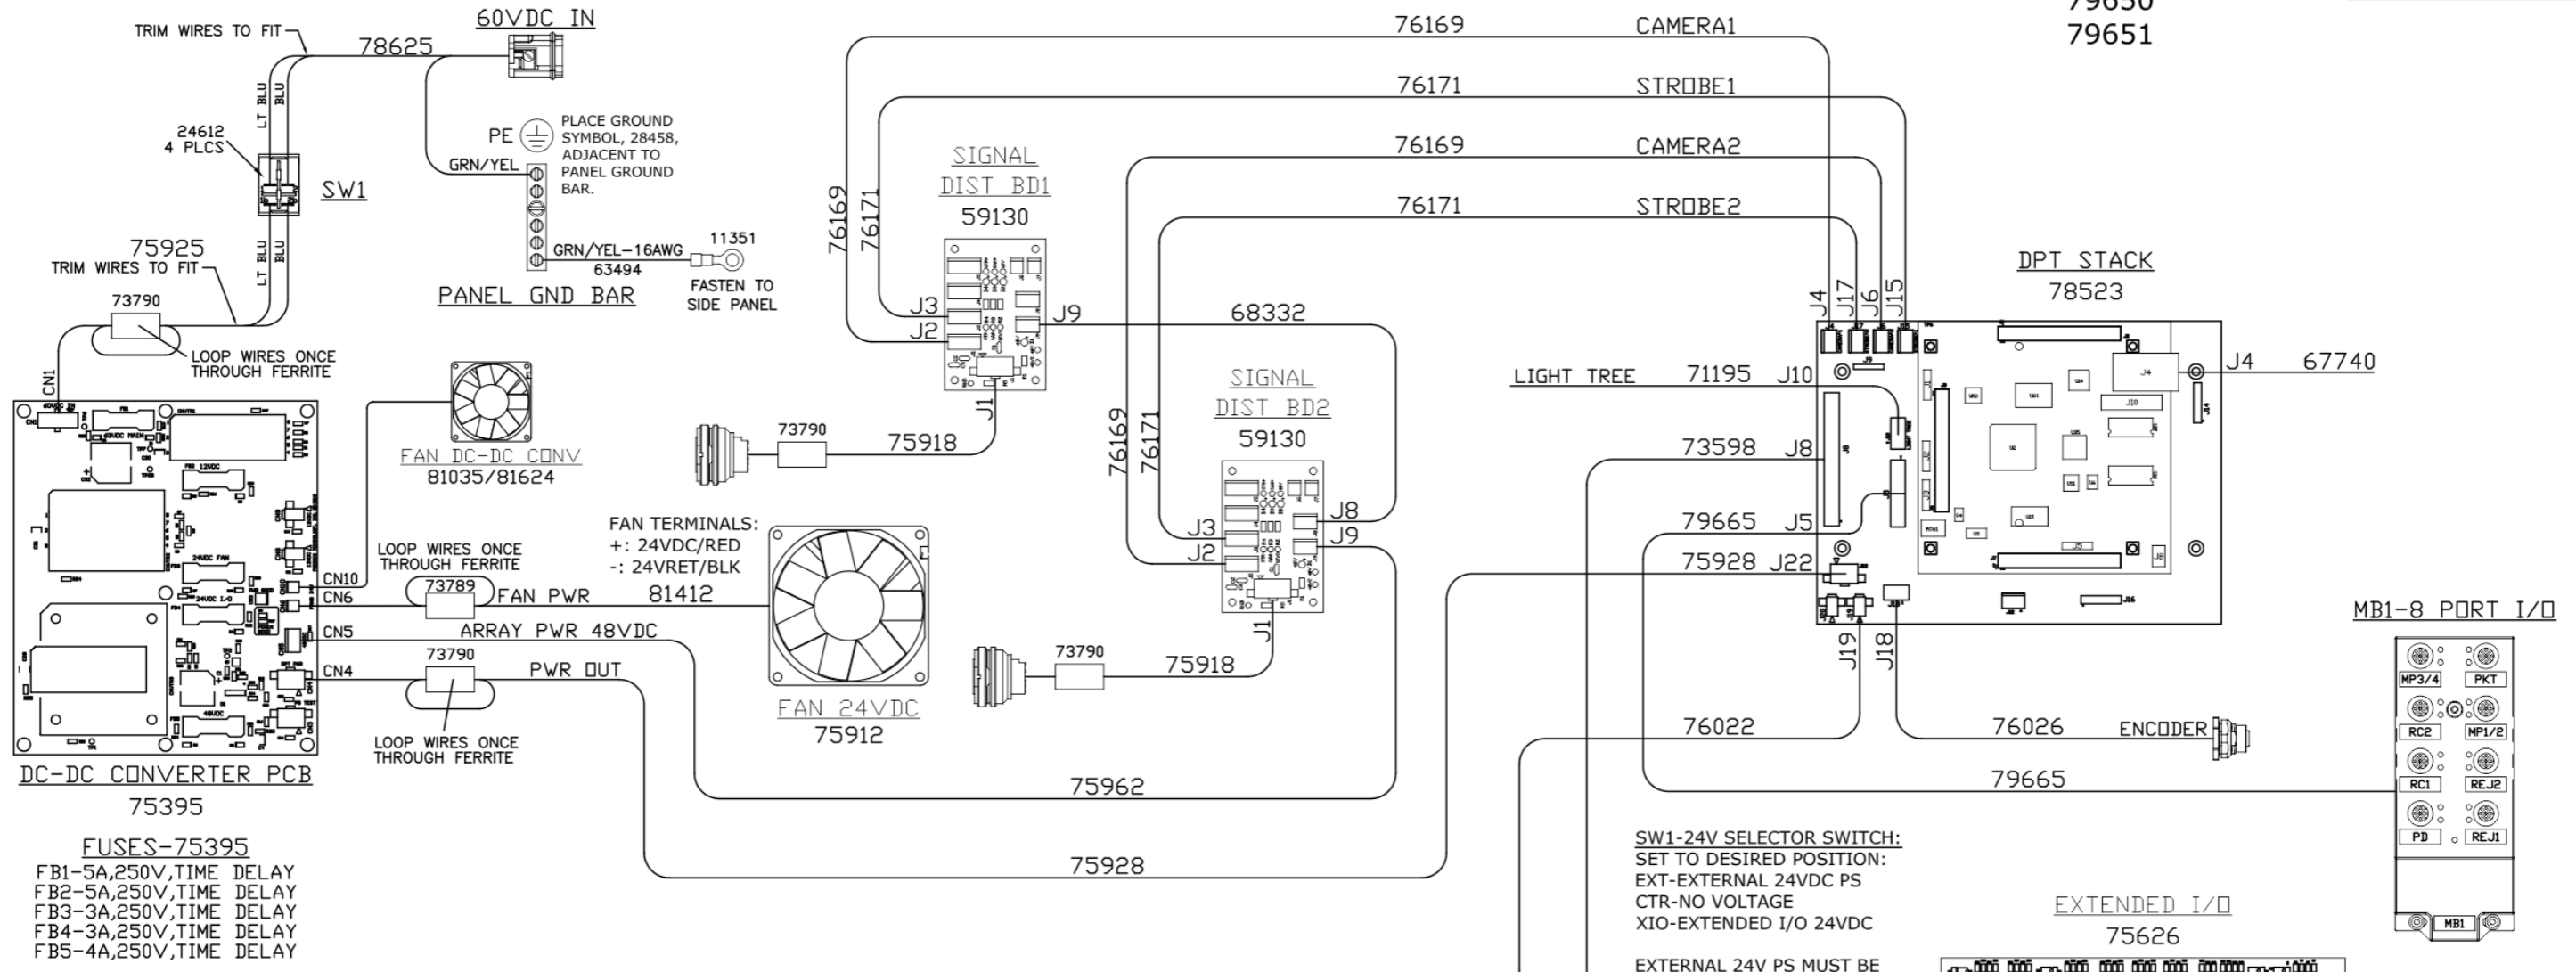 79650
79651
60VDC IN
TRIM WIRES TO FIT
78625
LT BLU
BLU
24612
4 PLCS
SW1
PE
PLACE GROUND
SYMBOL, 28458,
ADJACENT TO
PANEL GROUND
BAR.
GRN/YEL
GRN/YEL-16AWG
63494
11351
FASTEN TO
SIDE PANEL
PANEL GND BAR
75925
TRIM WIRES TO FIT
LT BLU
BLU
73790
LOOP WIRES ONCE
THROUGH FERRITE
CN1
FAN DC-DC CONV
81035/81624
FAN TERMINALS:
+: 24VDC/RED
-: 24VRET/BLK
LOOP WIRES ONCE
THROUGH FERRITE
CN10
CN6
73789
FAN PWR
81412
CN5
ARRAY PWR 48VDC
CN4
73790
PWR OUT
LOOP WIRES ONCE
THROUGH FERRITE
FAN 24VDC
75912
DC-DC CONVERTER PCB
75395
FUSES-75395
FB1-5A,250V,TIME DELAY
FB2-5A,250V,TIME DELAY
FB3-3A,250V,TIME DELAY
FB4-3A,250V,TIME DELAY
FB5-4A,250V,TIME DELAY
76169
CAMERA1
76171
STROBE1
76169
CAMERA2
76171
STROBE2
76169
76171
SIGNAL
DIST BD1
59130
J3
J2
J9
68332
J1
73790
75918
76169
76171
SIGNAL
DIST BD2
59130
J3
J2
J8
J9
J1
73790
75918
75962
75928
DPT STACK
78523
J4
J17
J6
J15
LIGHT TREE
71195
J10
73598
J8
79665
J5
75928
J22
J4
67740
J19
J18
76022
76026
ENCODER
79665
MB1-8 PORT I/O
MP3/4
PKT
RC2
MP1/2
RC1
REJ2
PD
REJ1
MB1
SW1-24V SELECTOR SWITCH:
SET TO DESIRED POSITION:
EXT-EXTERNAL 24VDC PS
CTR-NO VOLTAGE
XIO-EXTENDED I/O 24VDC
EXTERNAL 24V PS MUST BE
EXTENDED I/O
75626